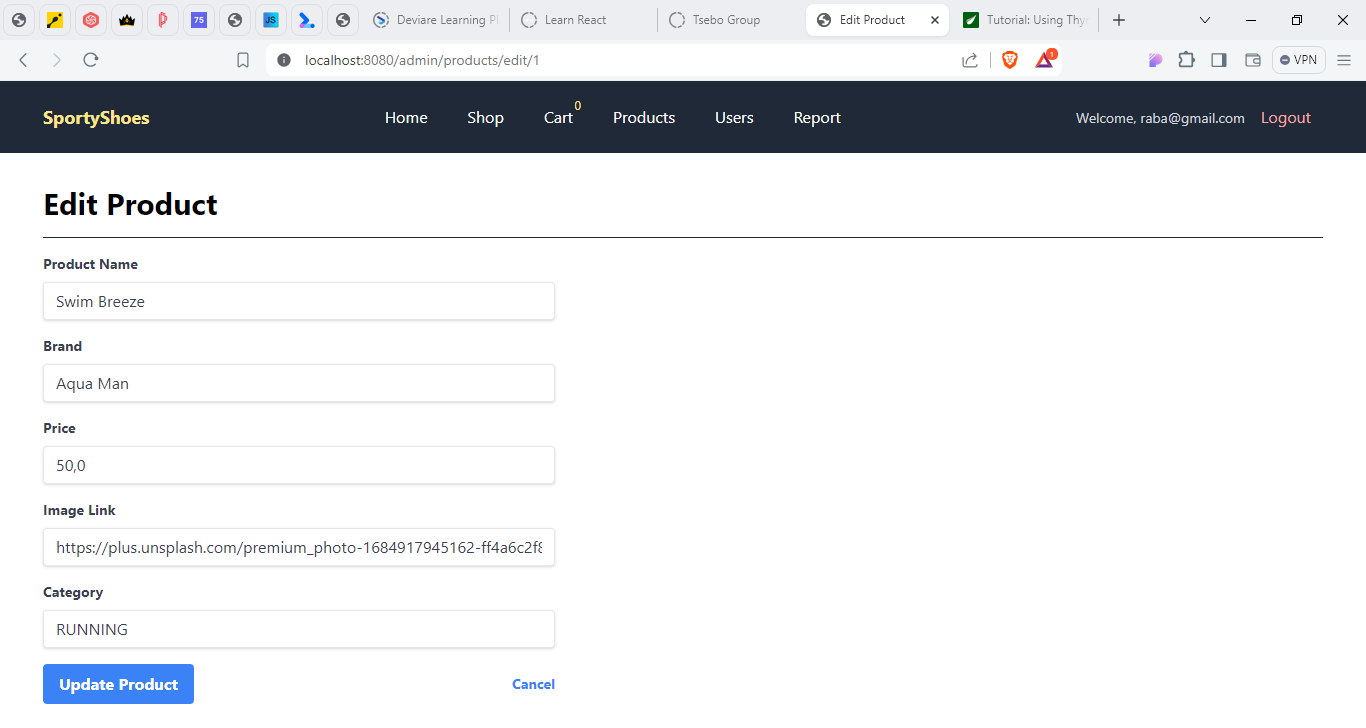 75
JS
Deviare Learning Pl
Learn React
Tsebo Group
Edit Product
Tutorial: Using Thy
localhost:8080/admin/products/edit/1
1
VPN
SportyShoes
Home
Shop
Cart
0
Products
Users
Report
Welcome, raba@gmail.com
Logout
Edit Product
Product Name
Swim Breeze
Brand
Aqua Man
Price
50,0
Image Link
https://plus.unsplash.com/premium_photo-1684917945162-ff4a6c2f8
Category
RUNNING
Update Product
Cancel